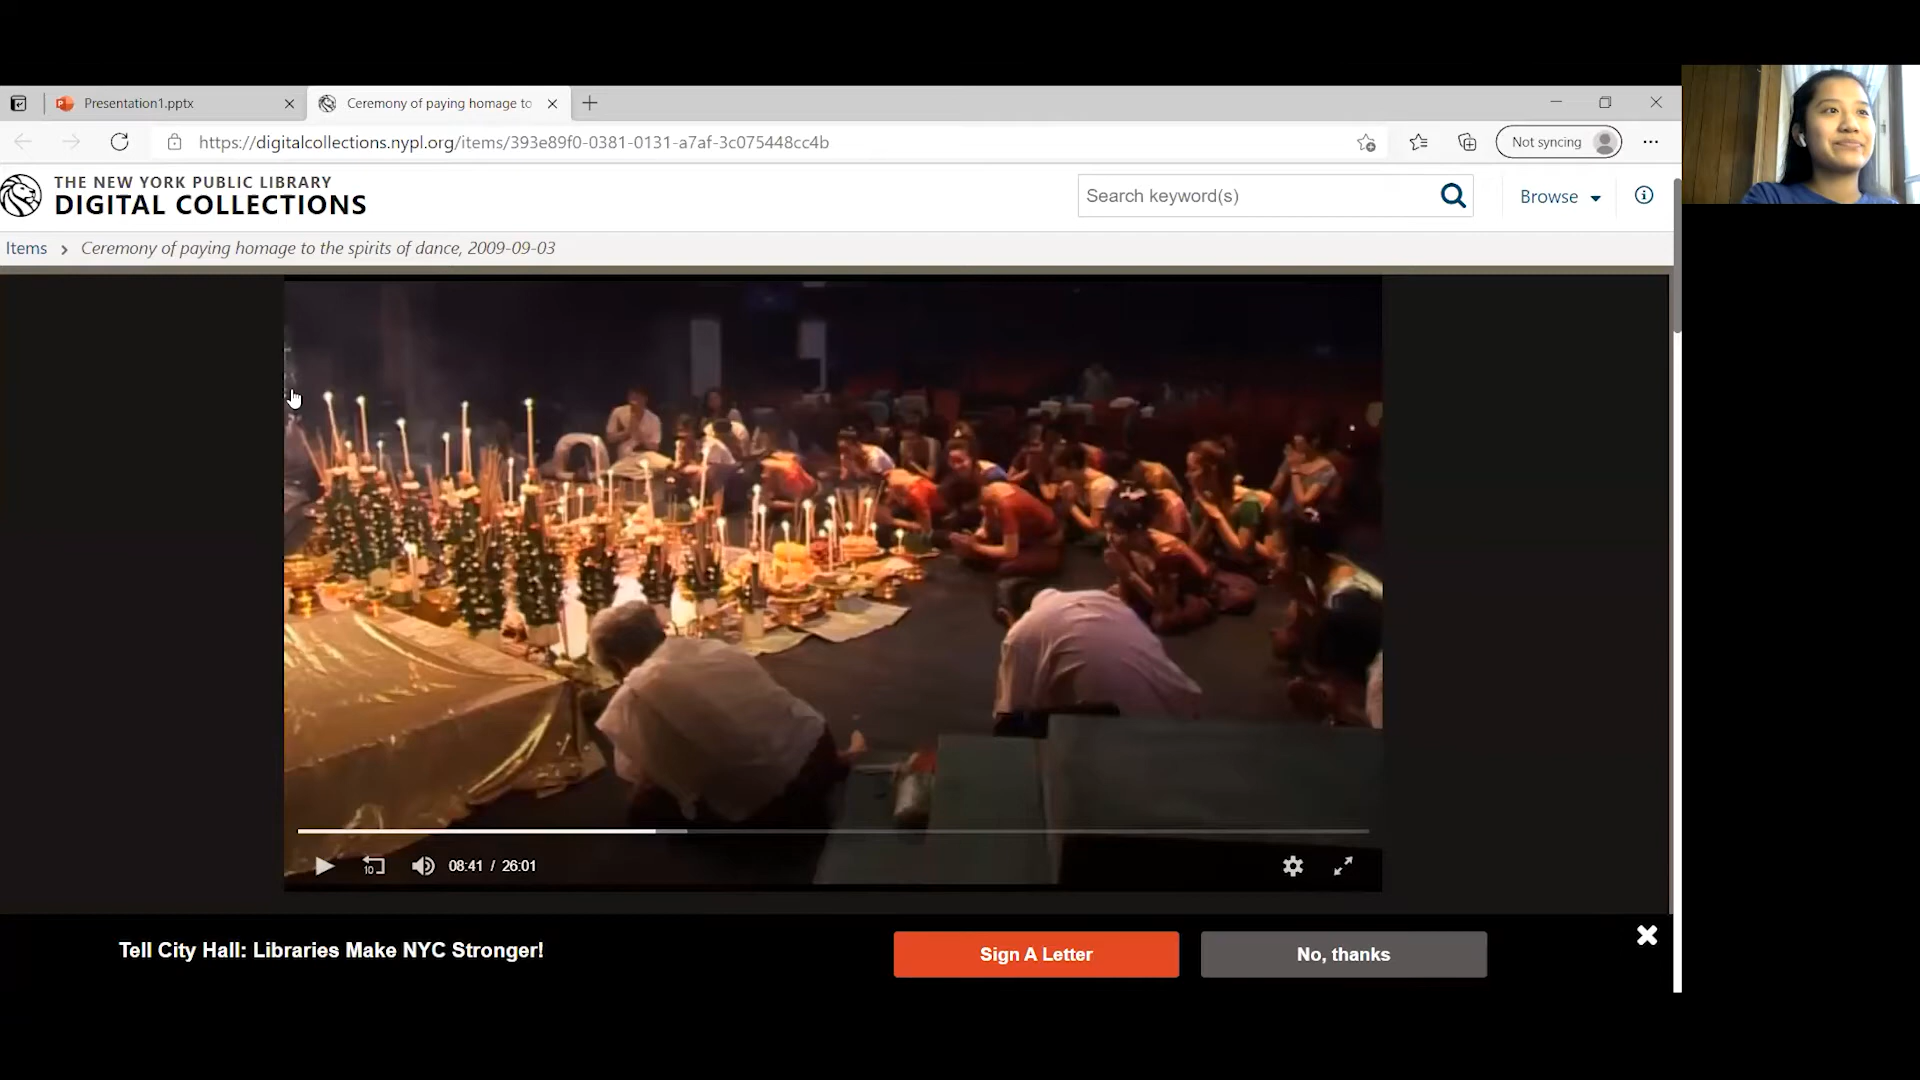 Presentation1.pptx
Ceremony of paying homage to
https://digitalcollections.nypl.org/items/393e89f0-0381-0131-a7af-3c075448cc4b
Not syncing
THE NEW YORK PUBLIC LIBRARY
DIGITAL COLLECTIONS
Search keyword(s)
Browse
Items > Ceremony of paying homage to the spirits of dance, 2009-09-03
10
08:41 / 26:01
Tell City Hall: Libraries Make NYC Stronger!
Sign A Letter
No, thanks